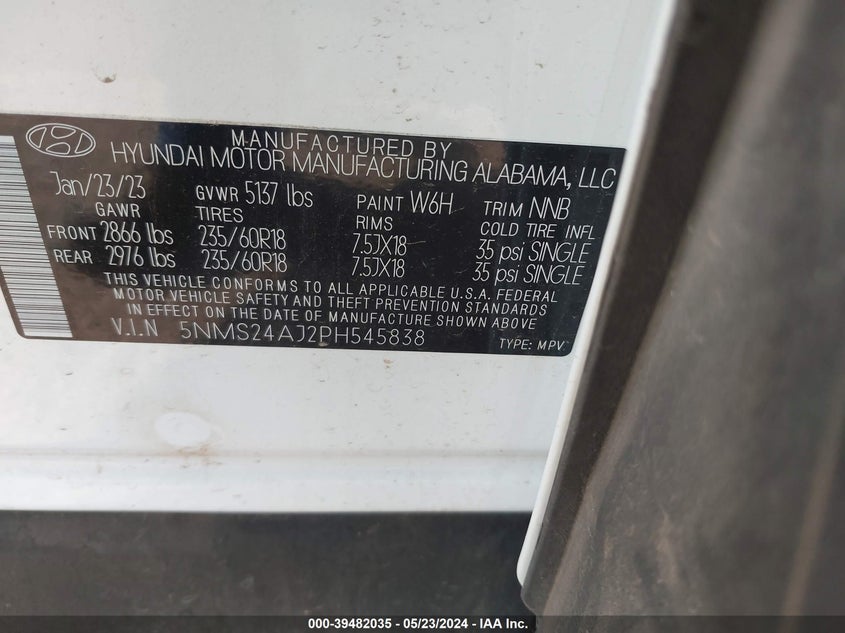 MANUFACTURED BY
HYUNDAI MOTOR MANUFACTURING ALABAMA, LLC
Jan/23/23 GVWR 5137 lbs PAINT W6H TRIM NNB
GAWR TIRES RIMS COLD TIRE INFL
FRONT 2866 lbs 235/60R18 7.5JX18 35 psi SINGLE
REAR 2976 lbs 235/60R18 7.5JX18 35 psi SINGLE
THIS VEHICLE CONFORMS TO ALL APPLICABLE U.S.A. FEDERAL
MOTOR VEHICLE SAFETY AND THEFT PREVENTION STANDARDS
IN EFFECT ON THE DATE OF MANUFACTURE SHOWN ABOVE
V.I.N 5NMS24AJ2PH545838 TYPE: MPV
000-39482035 - 05/23/2024 - IAA Inc.